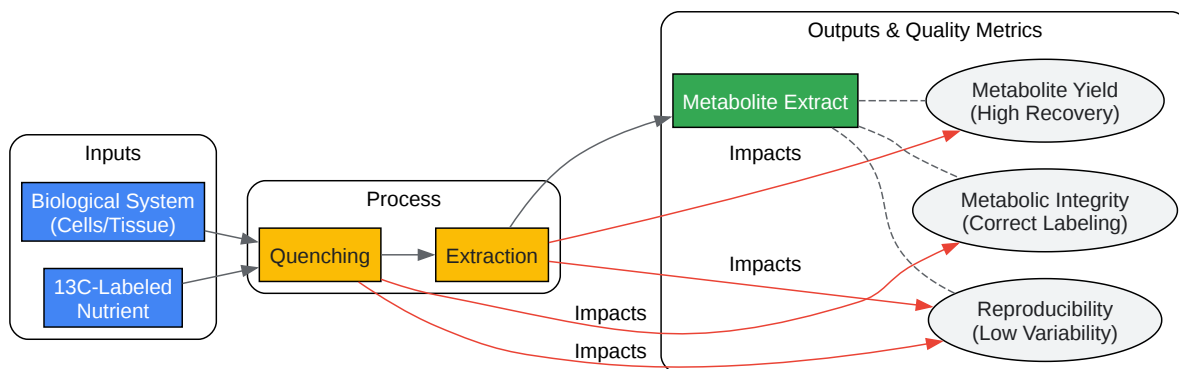 Inputs
Biological System
(Cells/Tissue)
13C-Labeled
Nutrient
Process
Quenching
Extraction
Outputs & Quality Metrics
Metabolite Extract
Metabolite Yield
(High Recovery)
Metabolic Integrity
(Correct Labeling)
Reproducibility
(Low Variability)
Impacts
Impacts
Impacts
Impacts